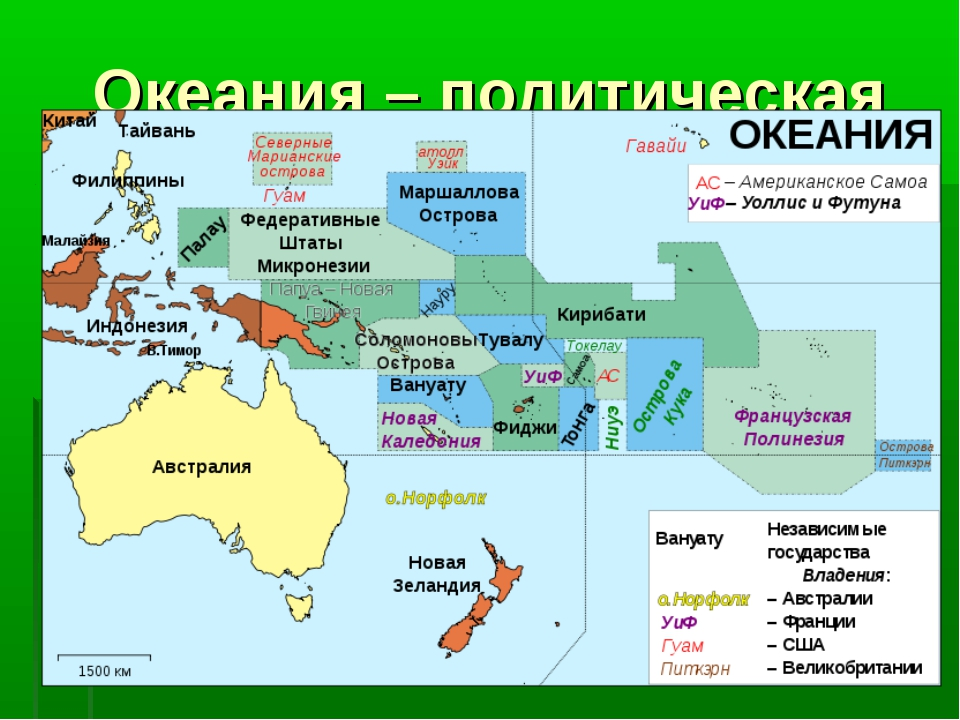 Океания – политическая
Китай
Тайвань
Филиппины
Малайзия
Индонезия
В.Тимор
Северные
Марианские
острова
Гуам
атолл
Уэйк
Гавайи
ОКЕАНИЯ
АС – Американское Самоа
УиФ – Уоллис и Футуна
Палау
Федеративные
Штаты
Микронезии
Маршаллова
Острова
Папуа – Новая
Гвинея
Науру
Кирибати
Соломоновы
Острова
Тувалу
Токелау
Вануату
УиФ
Самоа
АС
Острова
Кука
Новая
Каледония
Фиджи
Тонга
Ниуэ
Французская
Полинезия
Острова
Питкэрн
Австралия
о.Норфолк
Новая
Зеландия
1500 км
Вануату
Независимые
государства
Владения:
о.Норфолк – Австралии
УиФ – Франции
Гуам – США
Питкэрн – Великобритании